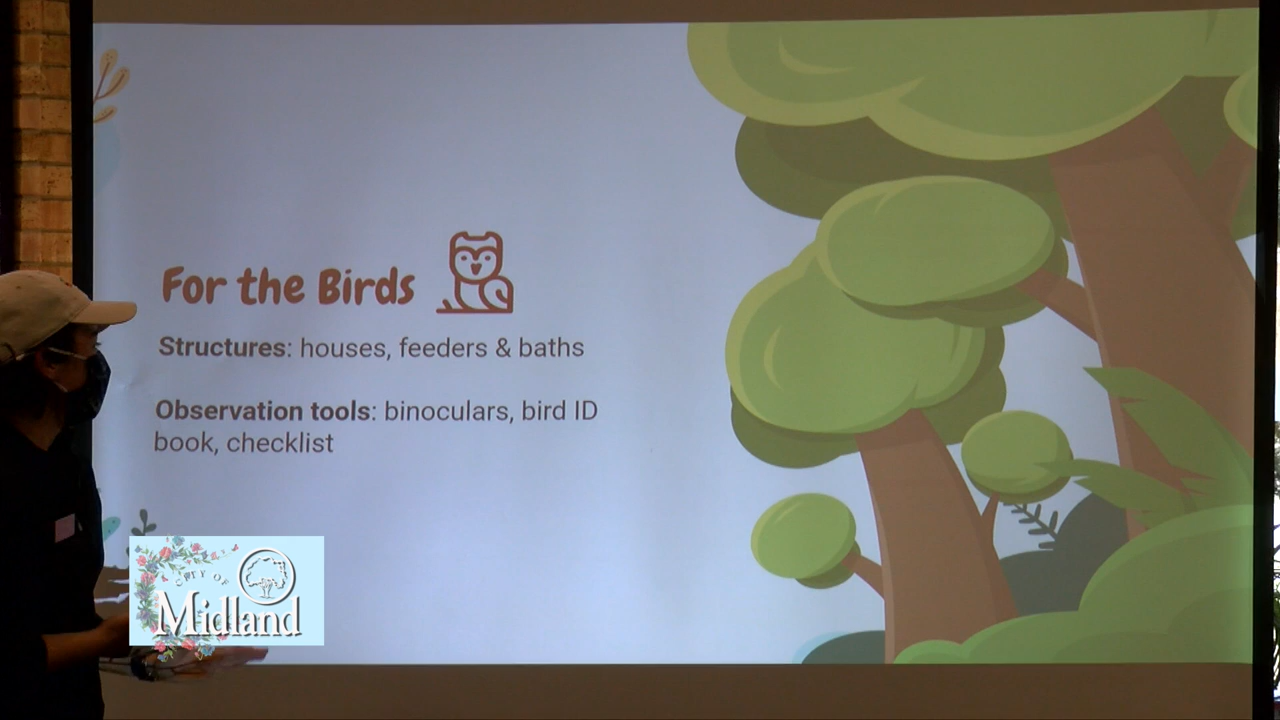 For the Birds
Structures: houses, feeders & baths
Observation tools: binoculars, bird ID
book, checklist
CITY OF
Midland